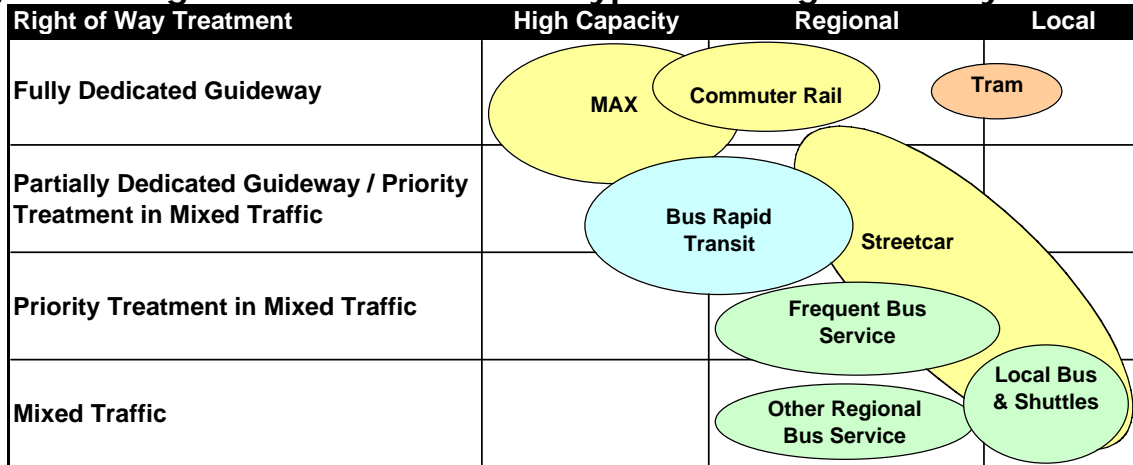 Right of Way Treatment High Capacity Regional Local
Fully Dedicated Guideway
MAX
Commuter Rail
Tram
Partially Dedicated Guideway / Priority
Treatment in Mixed Traffic
Bus Rapid
Transit
Streetcar
Priority Treatment in Mixed Traffic
Frequent Bus
Service
Mixed Traffic
Other Regional
Bus Service
Local Bus
& Shuttles